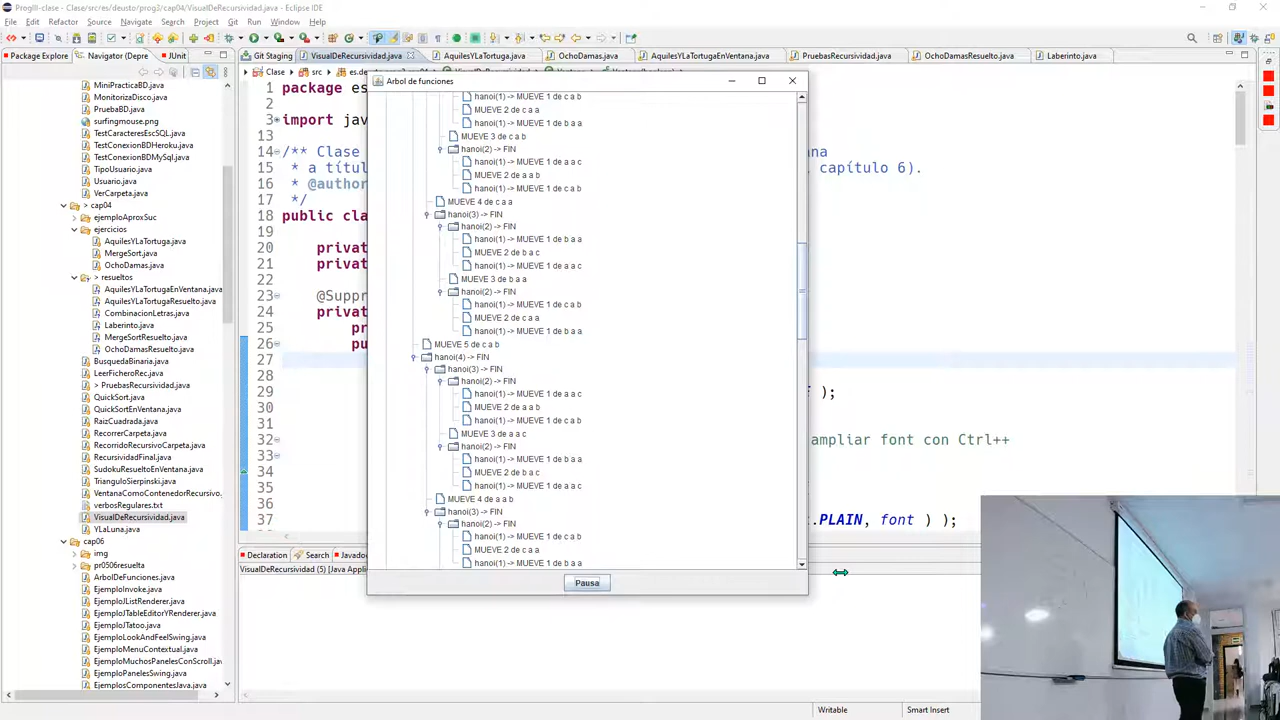 ProgIII-clase - Clase/src/es/deusto/prog3/cap04/VisualDeRecursividad.java - Eclipse IDE
File Edit Refactor Source Navigate Search Project Git Run Window Help
Package Explorer Navigator (Depre JUnit
Git Staging VisualDeRecursividad.java AquilesYLaTortuga.java OchoDamas.java AquilesYLaTortugaEnVentana.java PruebasRecursividad.java OchoDamasResuelto.java Laberinto.java
MiniPracticaBD.java
MonitorizaDisco.java
PruebaBD.java
surfingmouse.png
TestCaracteresEscSQL.java
TestConexionBDHeroku.java
TestConexionBDMySql.java
TipoUsuario.java
Usuario.java
VerCarpeta.java
> cap04
ejemploAproxSuc
ejercicios
AquilesYLaTortuga.java
MergeSort.java
OchoDamas.java
> resueltos
AquilesYLaTortugaEnVentana.java
AquilesYLaTortugaResuelto.java
CombinacionLetras.java
Laberinto.java
MergeSortResuelto.java
OchoDamasResuelto.java
BusquedaBinaria.java
LeerFicheroRec.java
> PruebasRecursividad.java
QuickSort.java
QuickSortEnVentana.java
RaizCuadrada.java
RecorrerCarpeta.java
RecorridoRecursivoCarpeta.java
RecursividadFinal.java
SudokuResueltoEnVentana.java
TrianguloSierpinski.java
VentanaComoContenedorRecursivo.
verbosRegulares.txt
VisualDeRecursividad.java
YLaLuna.java
cap06
img
pr0506resuelta
ArbolDeFunciones.java
EjemploInvoke.java
EjemploJListRenderer.java
EjemploJTableEditorYRenderer.java
EjemploJTatoo.java
EjemploLookAndFeelSwing.java
EjemploMenuContextual.java
EjemploMuchosPanelesConScroll.java
EjemploPanelesSwing.java
EjemplosComponentesJava.java
Clase src
1 package es
2
3 import jav
13
14 /** Clase ana
15 * a títul capítulo 6).
16 * @author
17 */
18 public cla
19
20 privat
21 privat
22
23 @Suppr
24 privat
25 pr
26 pu
27
28
29 );
30
31
32 ampliar font con Ctrl++
33
34
35
36
37 .PLAIN, font ) );
Arbol de funciones
hanoi(1) -> MUEVE 1 de c a b
MUEVE 2 de c a a
hanoi(1) -> MUEVE 1 de b a a
MUEVE 3 de c a b
hanoi(2) -> FIN
hanoi(1) -> MUEVE 1 de a a c
MUEVE 2 de a a b
hanoi(1) -> MUEVE 1 de c a b
MUEVE 4 de c a a
hanoi(3) -> FIN
hanoi(2) -> FIN
hanoi(1) -> MUEVE 1 de b a a
MUEVE 2 de b a c
hanoi(1) -> MUEVE 1 de a a c
MUEVE 3 de b a a
hanoi(2) -> FIN
hanoi(1) -> MUEVE 1 de c a b
MUEVE 2 de c a a
hanoi(1) -> MUEVE 1 de b a a
MUEVE 5 de c a b
hanoi(4) -> FIN
hanoi(3) -> FIN
hanoi(2) -> FIN
hanoi(1) -> MUEVE 1 de a a c
MUEVE 2 de a a b
hanoi(1) -> MUEVE 1 de c a b
MUEVE 3 de a a c
hanoi(2) -> FIN
hanoi(1) -> MUEVE 1 de b a a
MUEVE 2 de b a c
hanoi(1) -> MUEVE 1 de a a c
MUEVE 4 de a a b
hanoi(3) -> FIN
hanoi(2) -> FIN
hanoi(1) -> MUEVE 1 de c a b
MUEVE 2 de c a a
hanoi(1) -> MUEVE 1 de b a a
Pausa
Declaration Search Javadoc
VisualDeRecursividad (5) [Java Applic
Writable Smart Insert